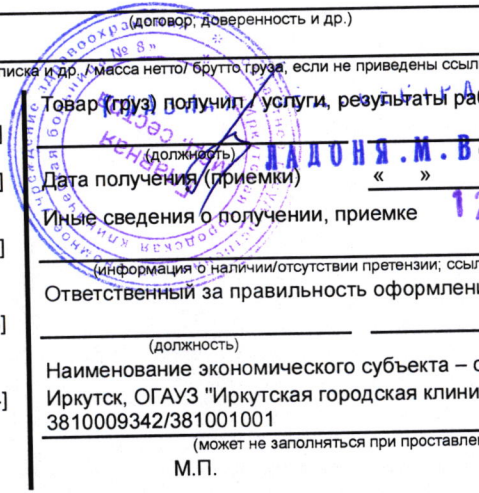 (договор; доверенность и др.)
писка и др. / масса нетто/ брутто груза, если не приведены ссыл
Товар (груз) получил / услуги, результаты ра
(должность)
ЛАДОНЯ.М.В
Дата получения (приемки) « »
Иные сведения о получении, приемке
(информация о наличии/отсутствии претензии; ссыл
Ответственный за правильность оформлени
(должность)
Наименование экономического субъекта – с
Иркутск, ОГАУЗ "Иркутская городская клини
3810009342/381001001
(может не заполняться при проставле
М.П.